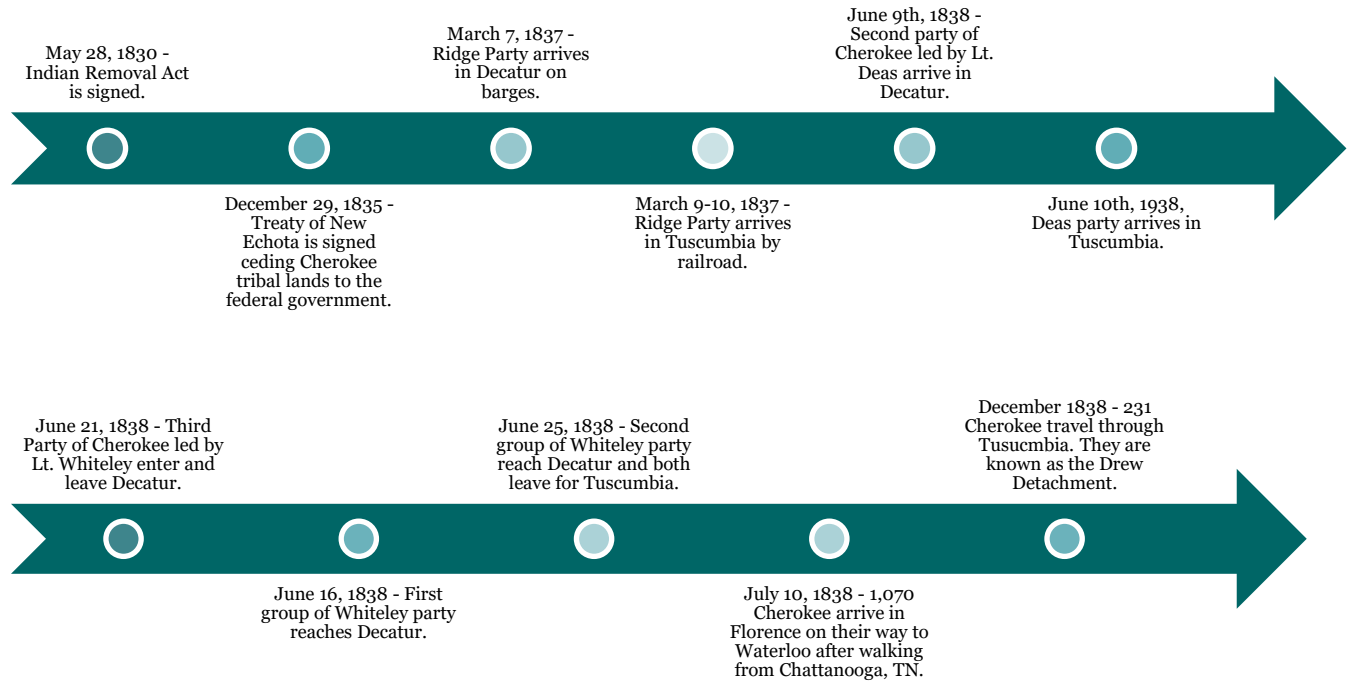 May 28, 1830 -
Indian Removal Act
is signed.
December 29, 1835 -
Treaty of New
Echota is signed
ceding Cherokee
tribal lands to the
federal government.
March 7, 1837 -
Ridge Party arrives
in Decatur on
barges.
March 9-10, 1837 -
Ridge Party arrives
in Tuscumbia by
railroad.
June 9th, 1838 -
Second party of
Cherokee led by Lt.
Deas arrive in
Decatur.
June 10th, 1938,
Deas party arrives in
Tuscumbia.
June 21, 1838 - Third
Party of Cherokee led by
Lt. Whiteley enter and
leave Decatur.
June 16, 1838 - First
group of Whiteley party
reaches Decatur.
June 25, 1838 - Second
group of Whiteley party
reach Decatur and both
leave for Tuscumbia.
July 10, 1838 - 1,070
Cherokee arrive in
Florence on their way to
Waterloo after walking
from Chattanooga, TN.
December 1838 - 231
Cherokee travel through
Tusucmbia. They are
known as the Drew
Detachment.